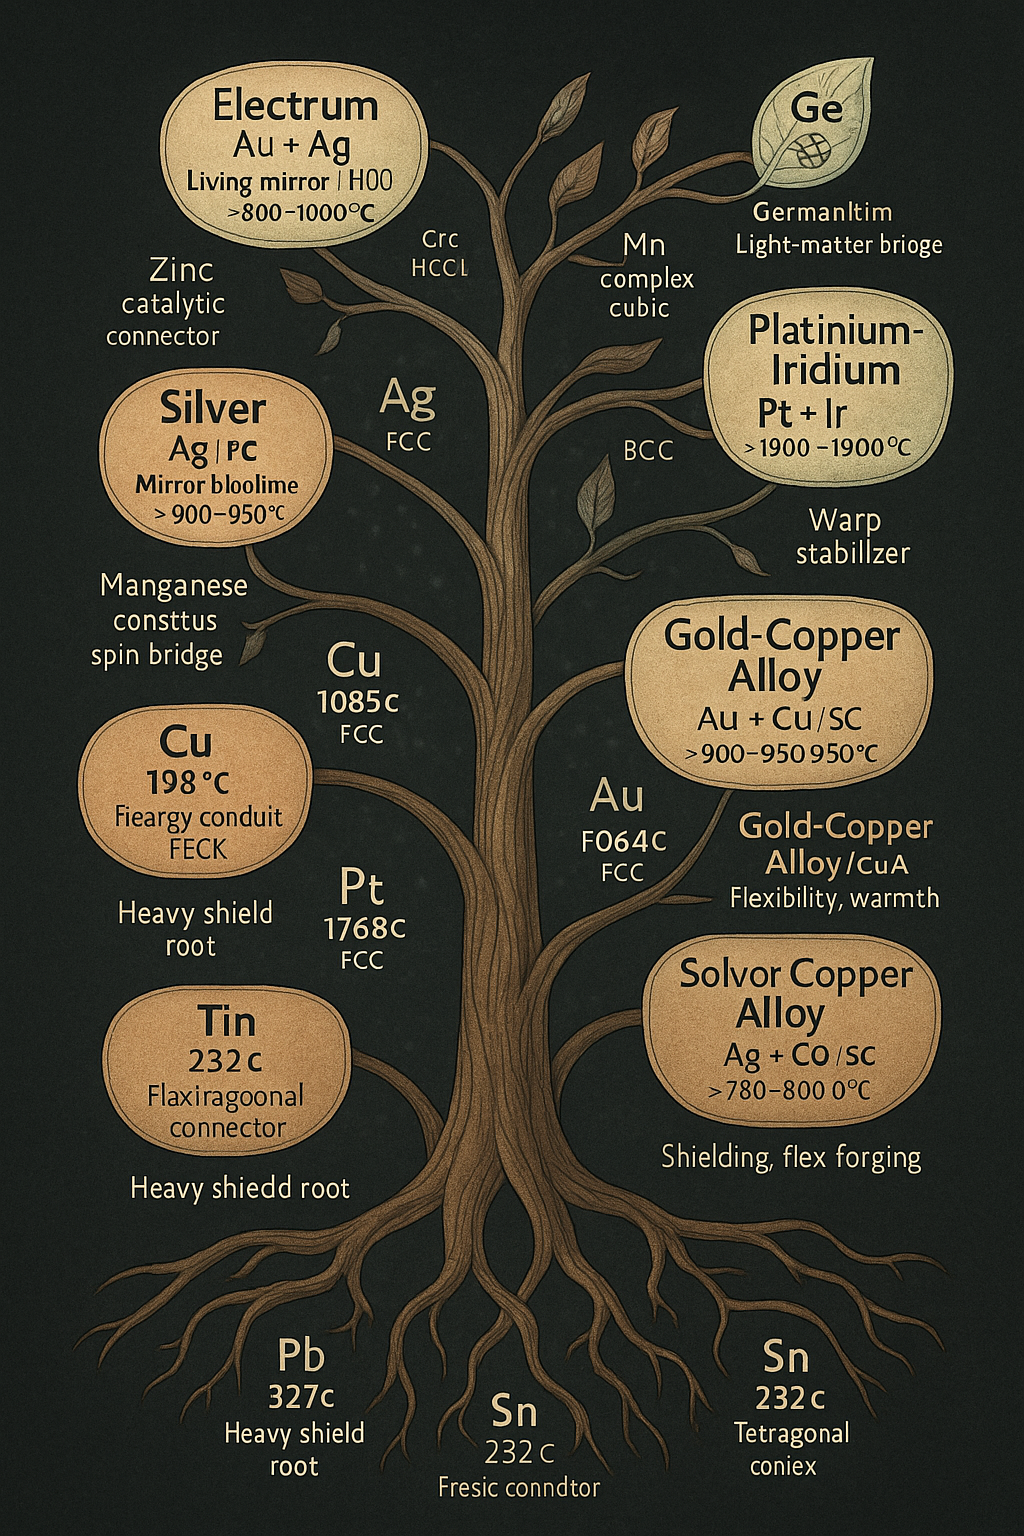 Electrum
Au + Ag
Living mirror | H00
>800–1000°C
Ge
Germanltim
Light-matter brioge
Crc
HCCL
Mn
complex
cubic
Zinc
catalytic
connector
Platinium-
Iridium
Pt + Ir
>1900 –1900°C
Silver
Ag | PC
Mirror bloolime
> 900–950°C
Ag
FCC
BCC
Warp
stabillzer
Manganese
consttus
spin bridge
Gold-Copper
Alloy
Au + Cu/SC
>900–950 950°C
Cu
1085c
FCC
Cu
198 °C
Fieargy conduit
FECK
Au
F064C
FCC
Gold-Copper
Alloy/CuA
Flexibility, warmth
Pt
1768c
FCC
Heavy shield
root
Solvor Copper
Alloy
Ag + CO /SC
>780–800 0°C
Tin
232 c
Flaxiragoonal
connector
Shielding, flex forging
Heavy shiedd root
Pb
327c
Heavy shield
root
Sn
232 c
Fresic conndtor
Sn
232 c
Tetragonal
coniex